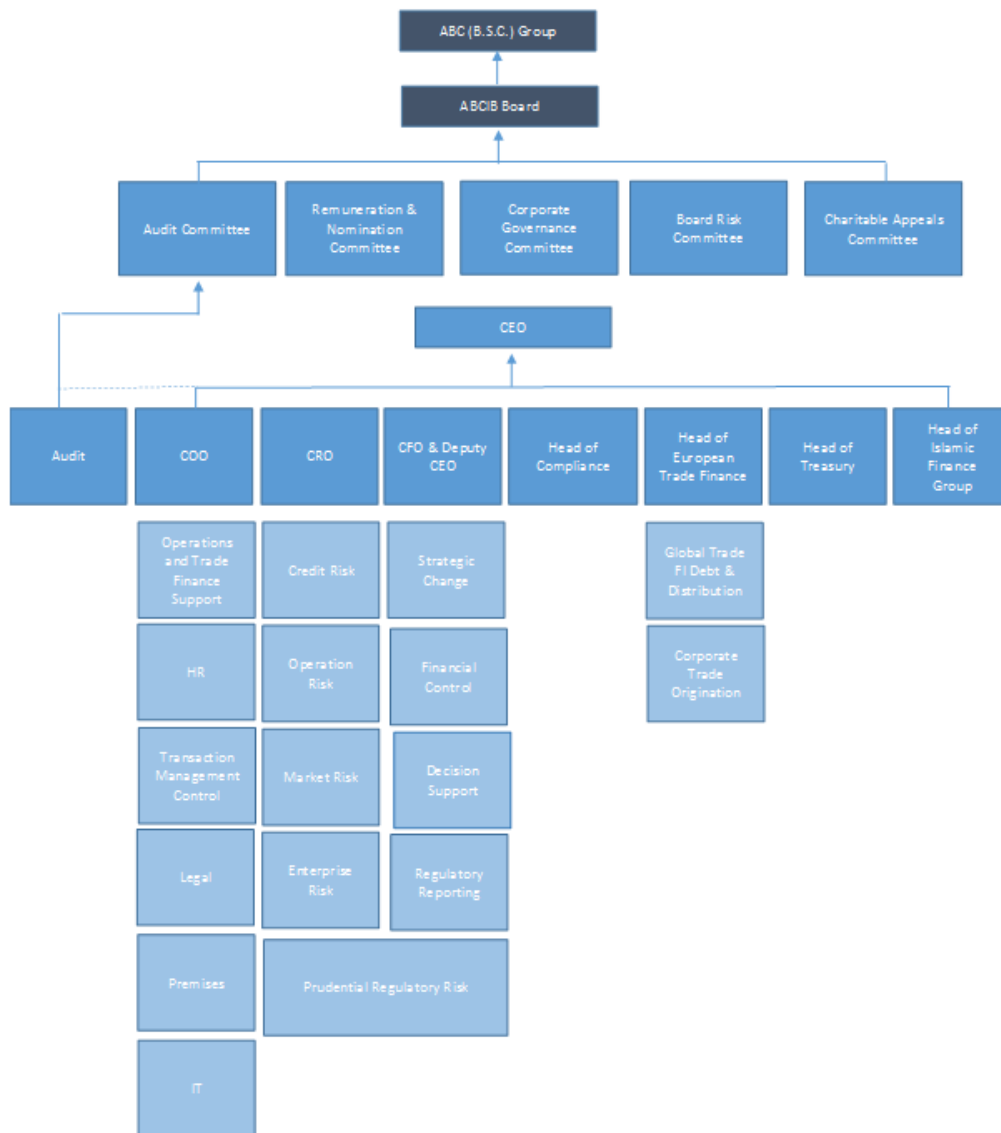 ABC (B.S.C.) Group
ABCIB Board
Audit Committee
Remuneration &
Nomination
Committee
Corporate
Governance
Committee
Board Risk
Committee
Charitable Appeals
Committee
CEO
Audit
COO
CRO
CFO & Deputy
CEO
Head of
Compliance
Head of
European
Trade Finance
Head of
Treasury
Head of
Islamic
Finance
Group
Operations
and Trade
Finance
Support
Credit Risk
Strategic
Change
Global Trade
FI Debt &
Distribution
HR
Operation
Risk
Financial
Control
Corporate
Trade
Origination
Transaction
Management
Control
Market Risk
Decision
Support
Legal
Enterprise
Risk
Regulatory
Reporting
Premises
Prudential Regulatory Risk
IT